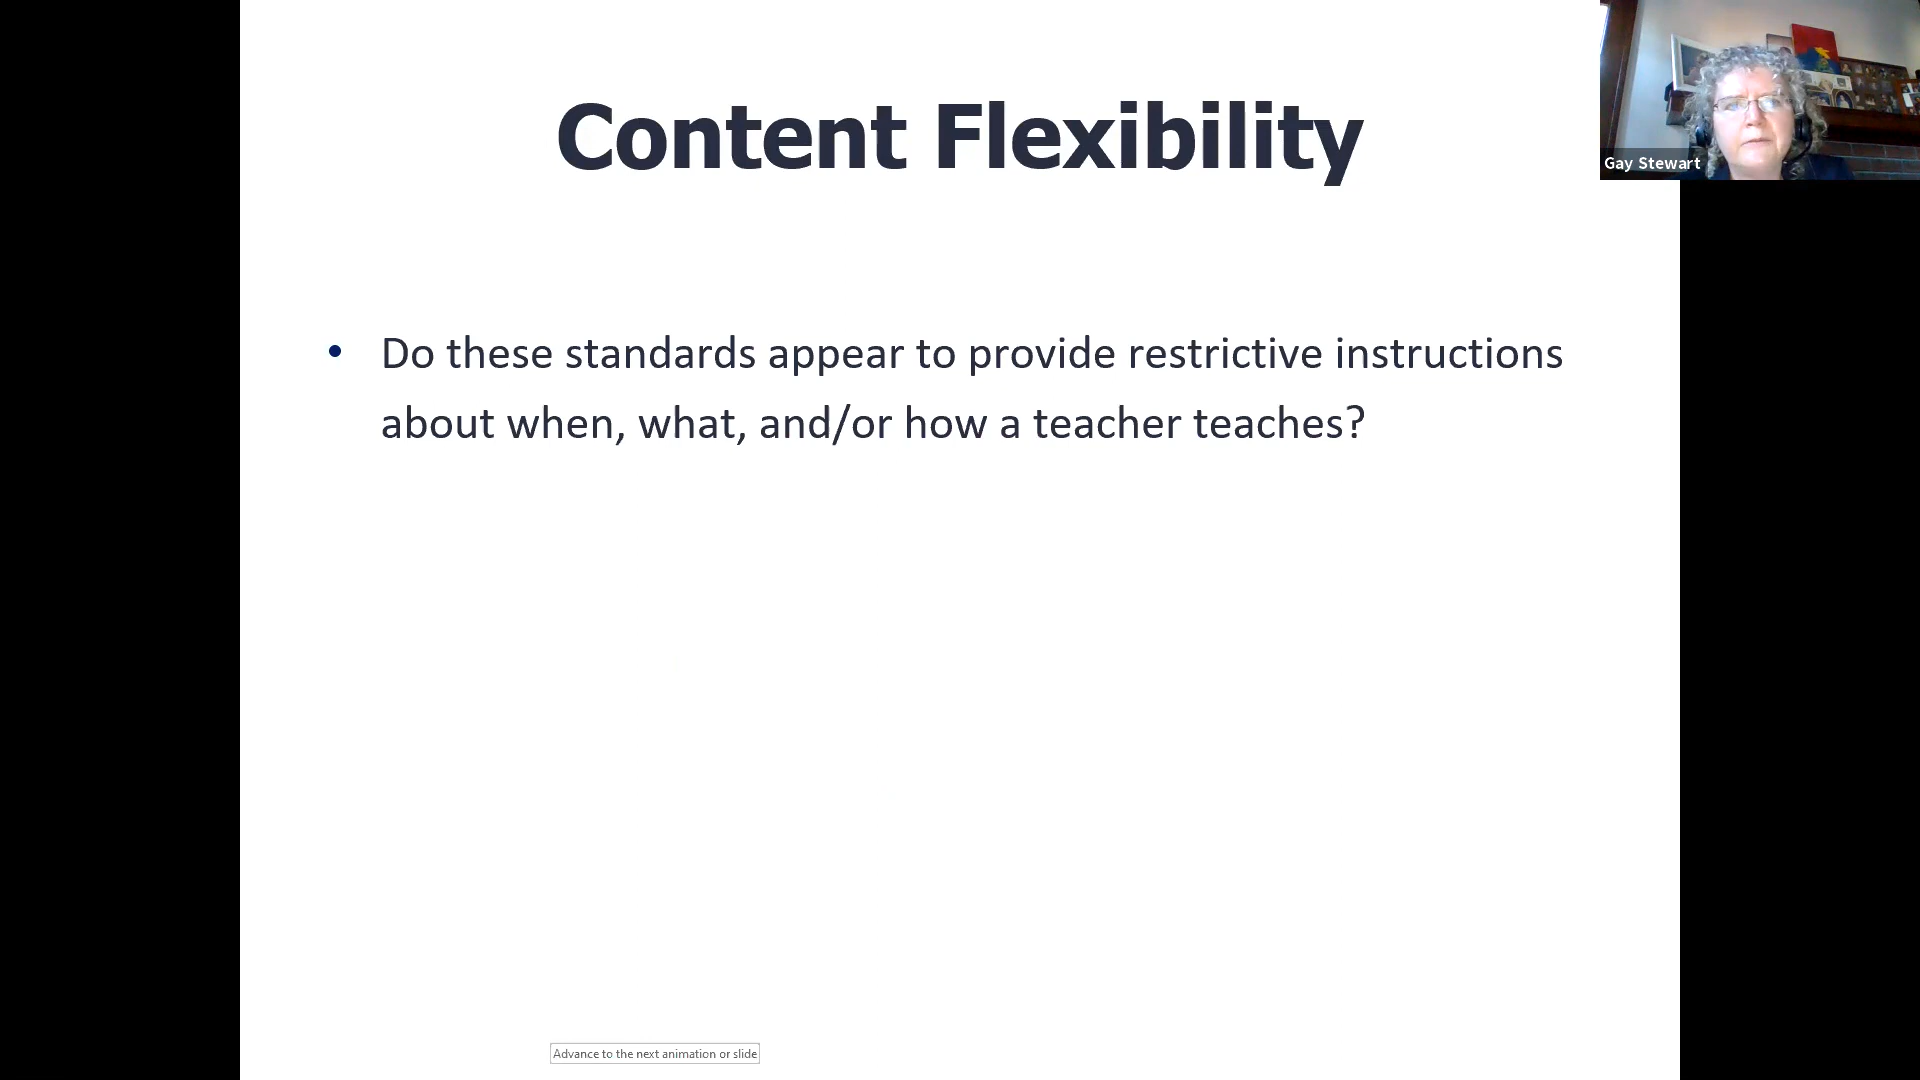 Content Flexibility
Gay Stewart
• Do these standards appear to provide restrictive instructions
about when, what, and/or how a teacher teaches?
Advance to the next animation or slide